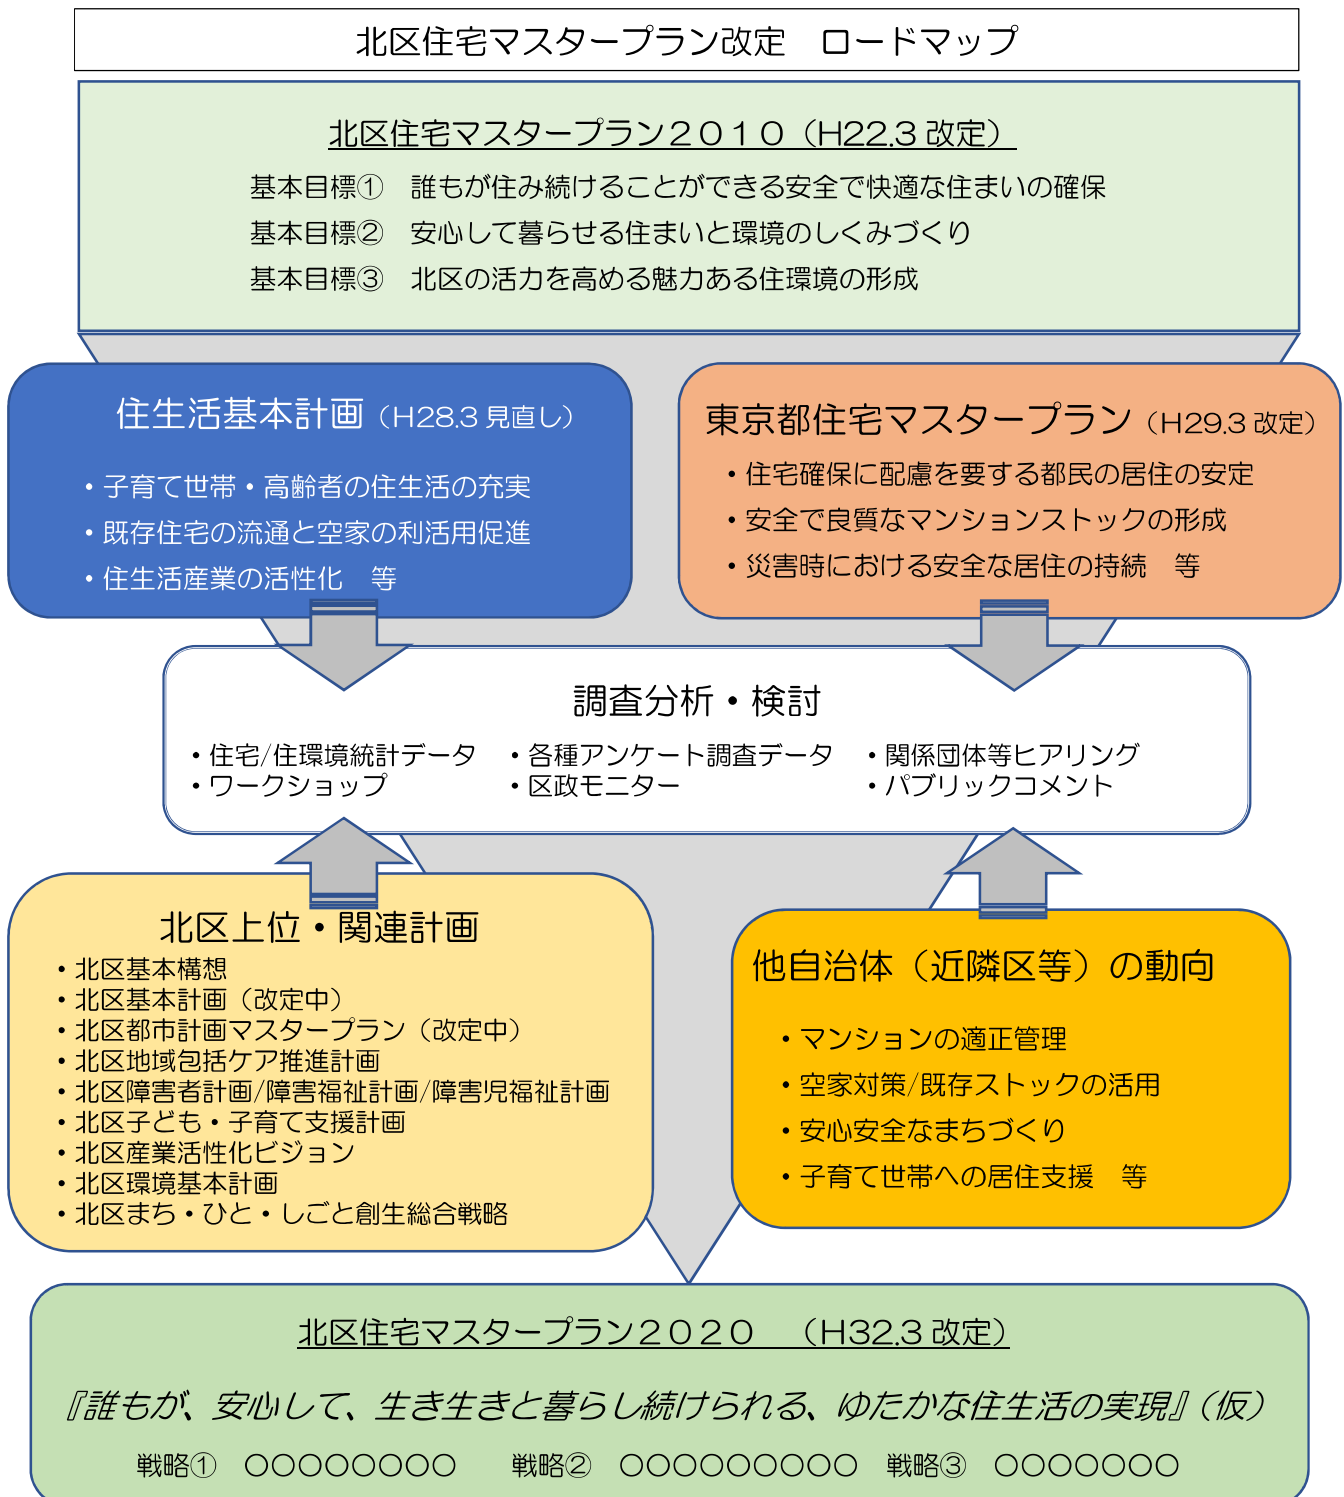 北区住宅マスタープラン改定　ロードマップ
北区住宅マスタープラン２０１０（H22.3 改定）
基本目標①　誰もが住み続けることができる安全で快適な住まいの確保
基本目標②　安心して暮らせる住まいと環境のしくみづくり
基本目標③　北区の活力を高める魅力ある住環境の形成
住生活基本計画（H28.3 見直し）
・子育て世帯・高齢者の住生活の充実
・既存住宅の流通と空家の利活用促進
・住生活産業の活性化　等
東京都住宅マスタープラン（H29.3 改定）
・住宅確保に配慮を要する都民の居住の安定
・安全で良質なマンションストックの形成
・災害時における安全な居住の持続　等
調査分析・検討
・住宅/住環境統計データ　・各種アンケート調査データ　・関係団体等ヒアリング
・ワークショップ　・区政モニター　・パブリックコメント
北区上位・関連計画
・北区基本構想
・北区基本計画（改定中）
・北区都市計画マスタープラン（改定中）
・北区地域包括ケア推進計画
・北区障害者計画/障害福祉計画/障害児福祉計画
・北区子ども・子育て支援計画
・北区産業活性化ビジョン
・北区環境基本計画
・北区まち・ひと・しごと創生総合戦略
他自治体（近隣区等）の動向
・マンションの適正管理
・空家対策/既存ストックの活用
・安心安全なまちづくり
・子育て世帯への居住支援　等
北区住宅マスタープラン２０２０　（H32.3 改定）
『誰もが、安心して、生き生きと暮らし続けられる、ゆたかな住生活の実現』（仮）
戦略①　〇〇〇〇〇〇〇〇　戦略②　〇〇〇〇〇〇〇〇〇　戦略③　〇〇〇〇〇〇〇